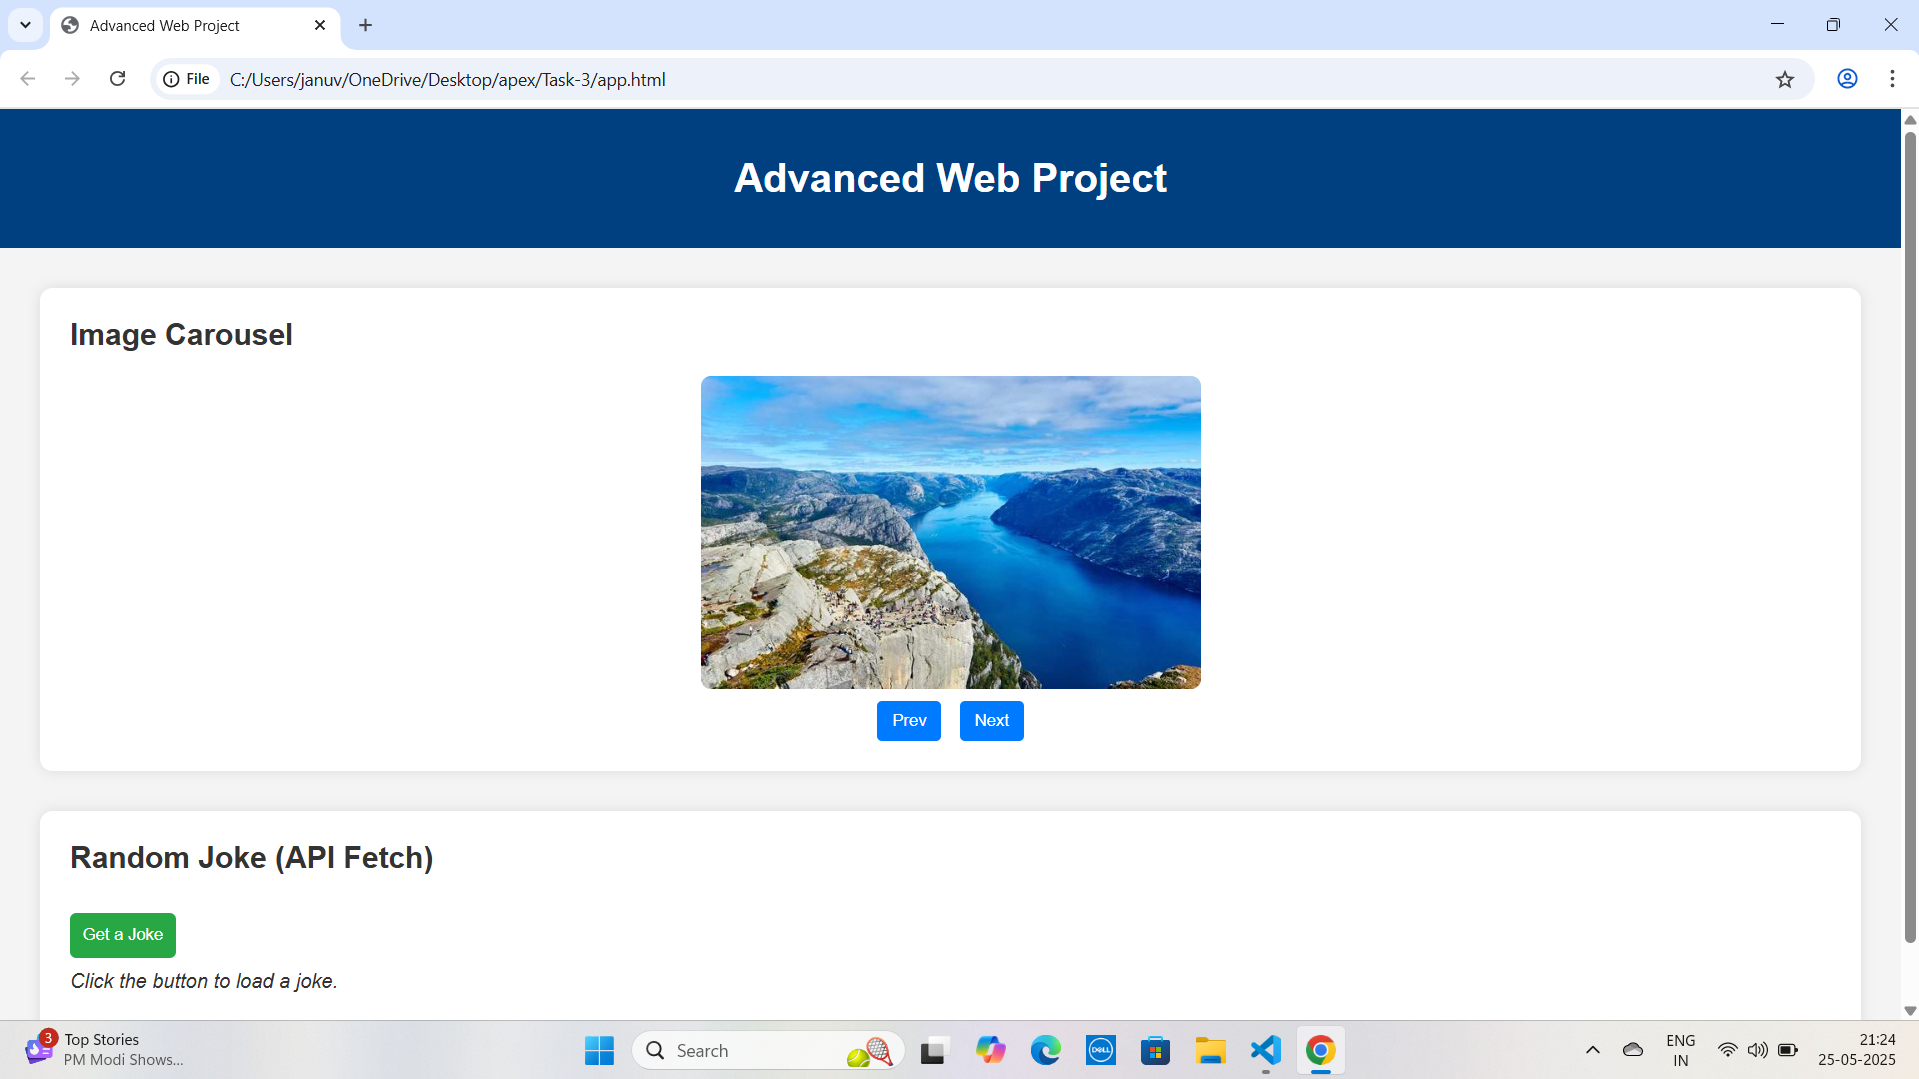 Advanced Web Project
File
C:/Users/januv/OneDrive/Desktop/apex/Task-3/app.html
Advanced Web Project
Image Carousel
Prev
Next
Random Joke (API Fetch)
Get a Joke
Click the button to load a joke.
3
Top Stories
PM Modi Shows...
Search
DELL
ENG
IN
21:24
25-05-2025